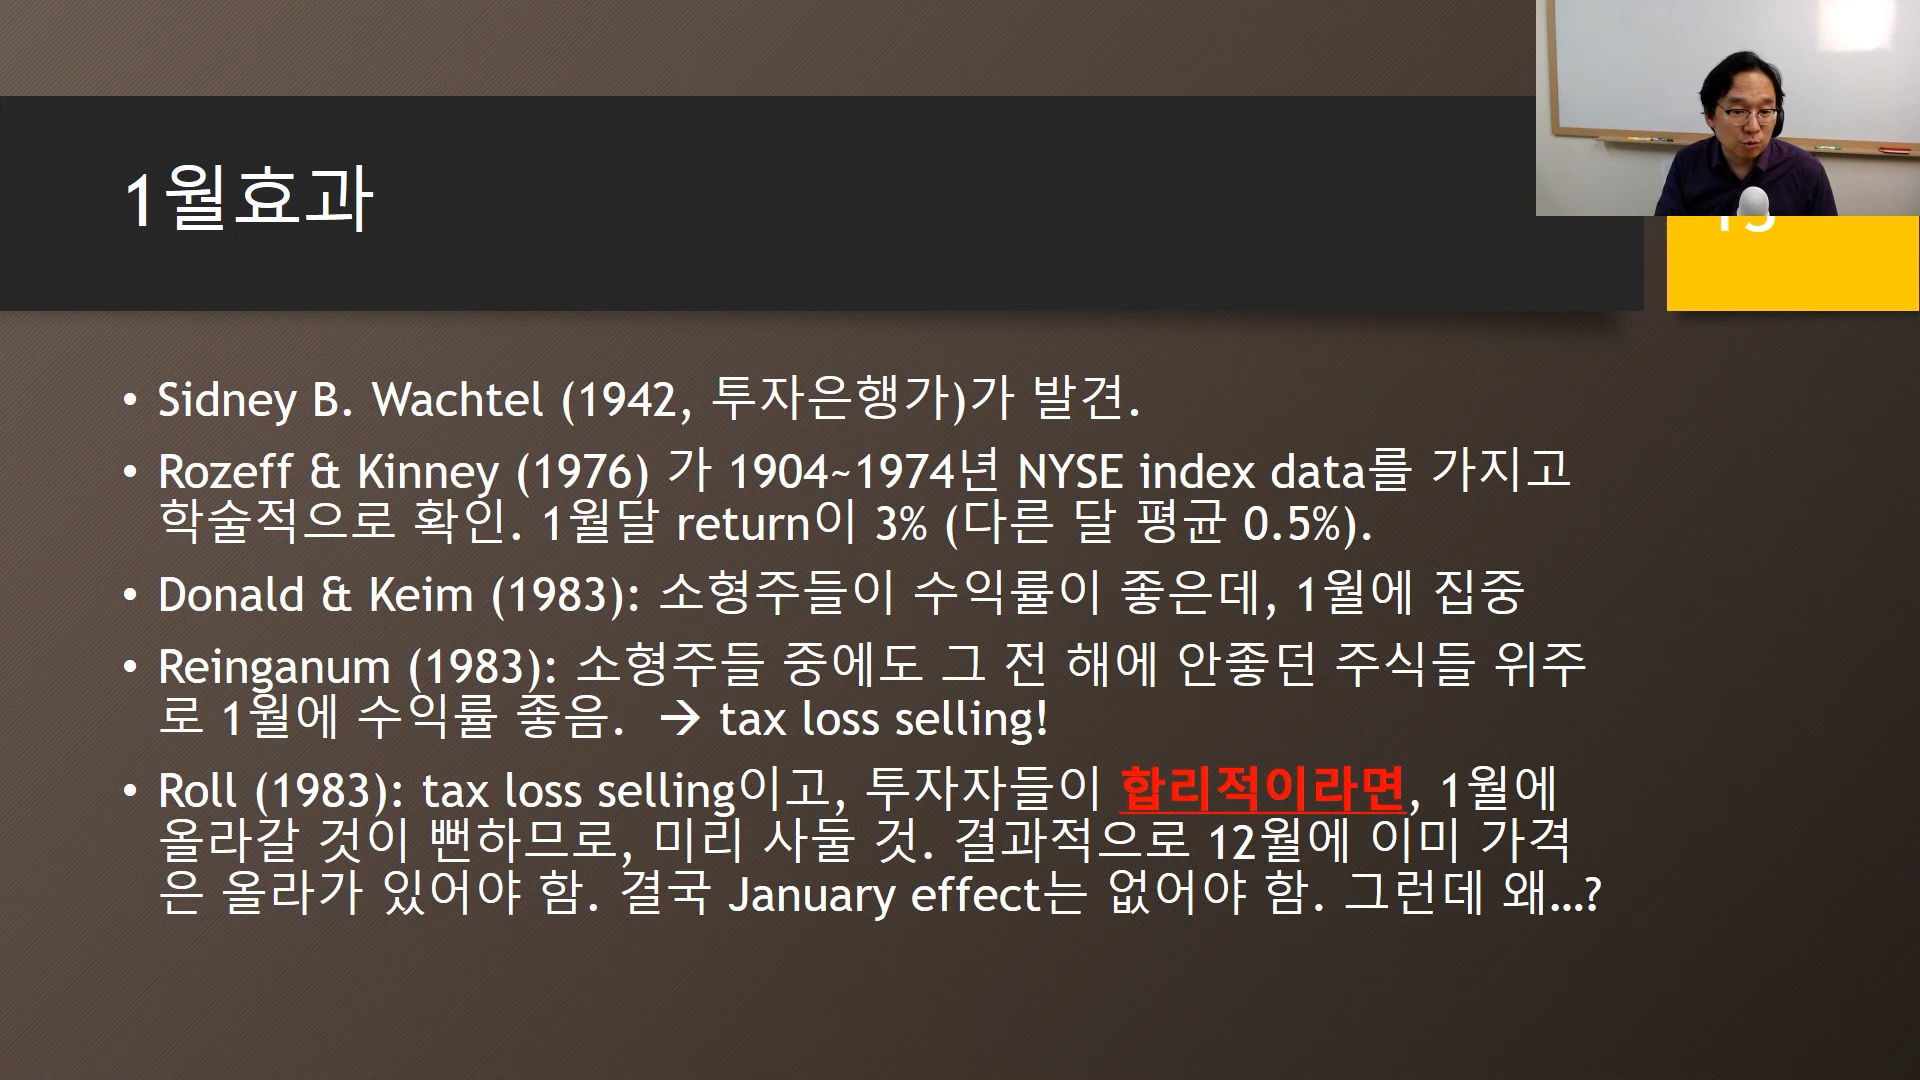 1월효과
• Sidney B. Wachtel (1942, 투자은행가)가 발견.
• Rozeff & Kinney (1976) 가 1904~1974년 NYSE index data를 가지고
학술적으로 확인. 1월달 return이 3% (다른 달 평균 0.5%).
• Donald & Keim (1983): 소형주들이 수익률이 좋은데, 1월에 집중
• Reinganum (1983): 소형주들 중에도 그 전 해에 안좋던 주식들 위주
로 1월에 수익률 좋음. → tax loss selling!
• Roll (1983): tax loss selling이고, 투자자들이 합리적이라면, 1월에
올라갈 것이 뻔하므로, 미리 사둘 것. 결과적으로 12월에 이미 가격
은 올라가 있어야 함. 결국 January effect는 없어야 함. 그런데 왜…?